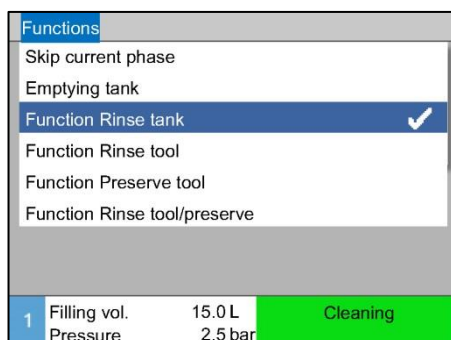 Functions
Skip current phase
Emptying tank
Function Rinse tank
Function Rinse tool
Function Preserve tool
Function Rinse tool/preserve
1 Filling vol. 15.0 L Cleaning
Pressure 2.5 bar